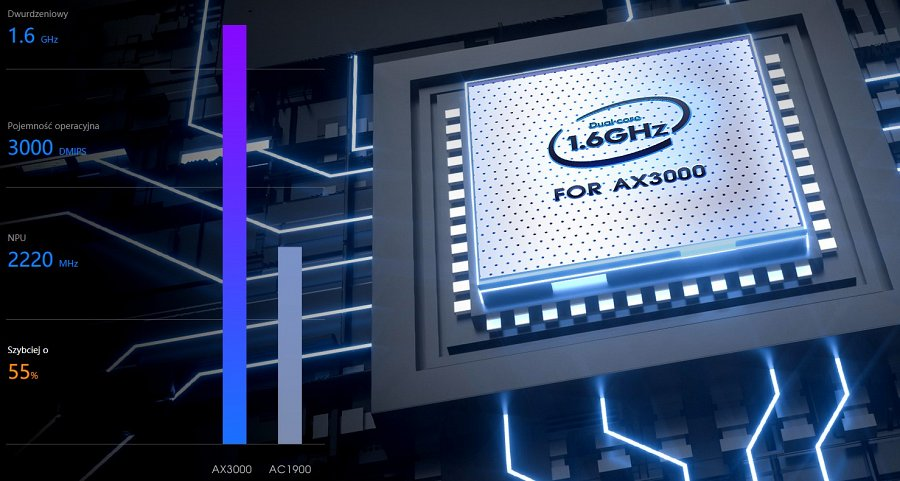 Dwurdzeniowy
1.6 GHz
Pojemność operacyjna
3000 DMIPS
NPU
2220 MHz
Szybciej o
55%
AX3000 AC1900
Dual-core
1.6GHz
FOR AX3000